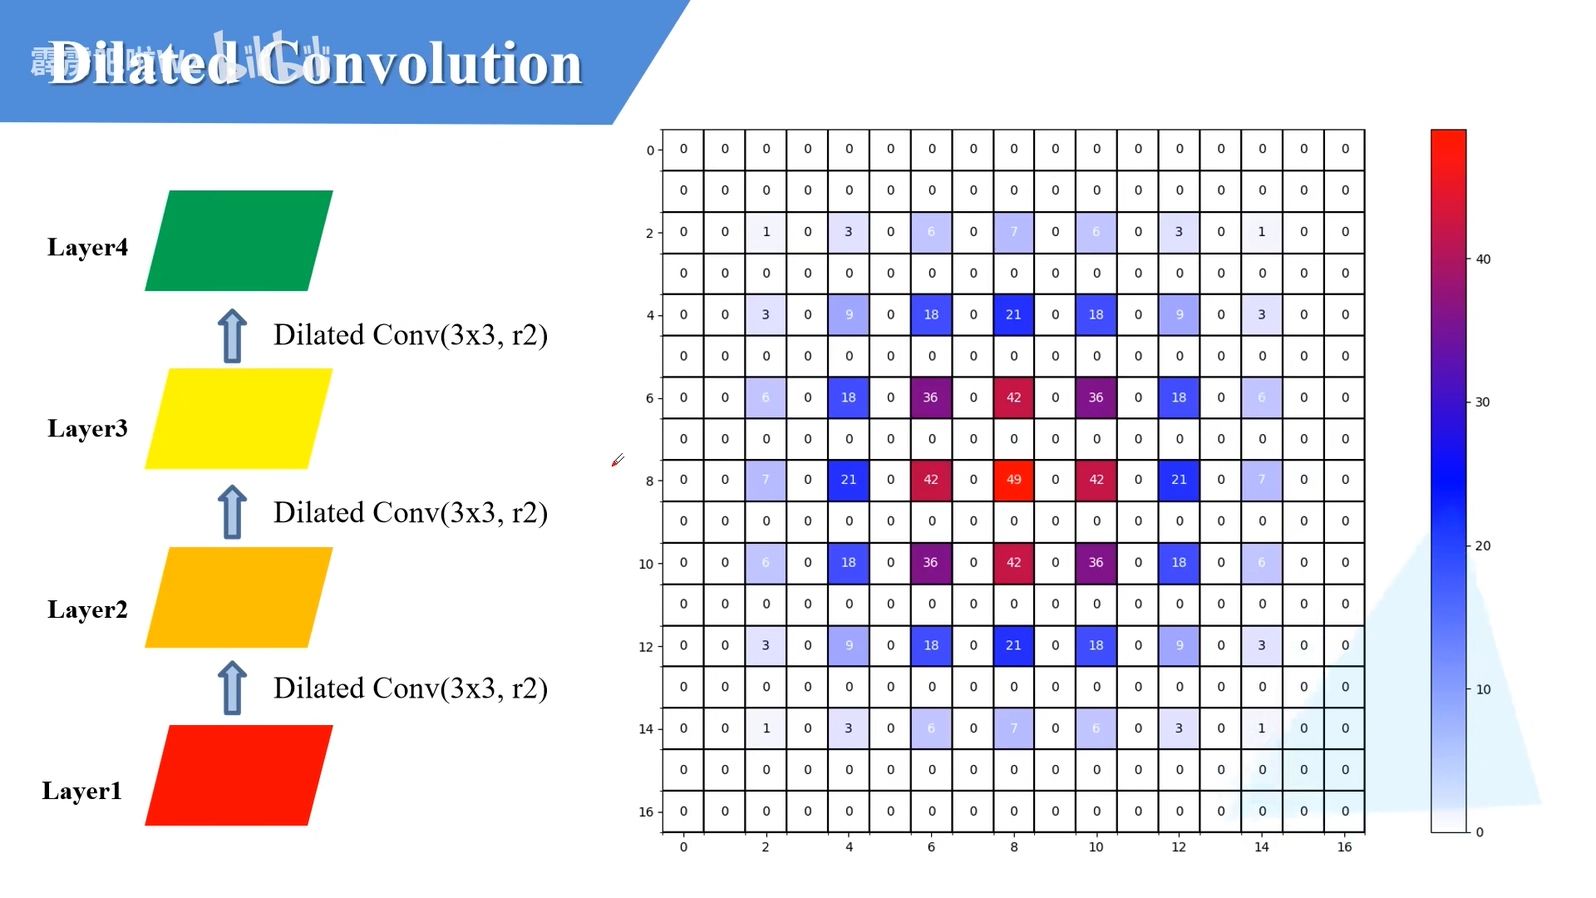 Dilated Convolution
bilibili
Layer4
Dilated Conv(3x3, r2)
Layer3
Dilated Conv(3x3, r2)
Layer2
Dilated Conv(3x3, r2)
Layer1
0 0 0 0 0 0 0 0 0 0 0 0 0 0 0 0 0 0
0 0 0 0 0 0 0 0 0 0 0 0 0 0 0 0 0
2 0 0 1 0 3 0 6 0 7 0 6 0 3 0 1 0 0
0 0 0 0 0 0 0 0 0 0 0 0 0 0 0 0 0
4 0 0 3 0 9 0 18 0 21 0 18 0 9 0 3 0 0
0 0 0 0 0 0 0 0 0 0 0 0 0 0 0 0 0
6 0 0 6 0 18 0 36 0 42 0 36 0 18 0 6 0 0
0 0 0 0 0 0 0 0 0 0 0 0 0 0 0 0 0
8 0 0 7 0 21 0 42 0 49 0 42 0 21 0 7 0 0
0 0 0 0 0 0 0 0 0 0 0 0 0 0 0 0 0
10 0 0 6 0 18 0 36 0 42 0 36 0 18 0 6 0 0
0 0 0 0 0 0 0 0 0 0 0 0 0 0 0 0 0
12 0 0 3 0 9 0 18 0 21 0 18 0 9 0 3 0 0
0 0 0 0 0 0 0 0 0 0 0 0 0 0 0 0 0
14 0 0 1 0 3 0 6 0 7 0 6 0 3 0 1 0 0
0 0 0 0 0 0 0 0 0 0 0 0 0 0 0 0 0
16 0 0 0 0 0 0 0 0 0 0 0 0 0 0 0 0 0
0 2 4 6 8 10 12 14 16
40
30
20
10
0